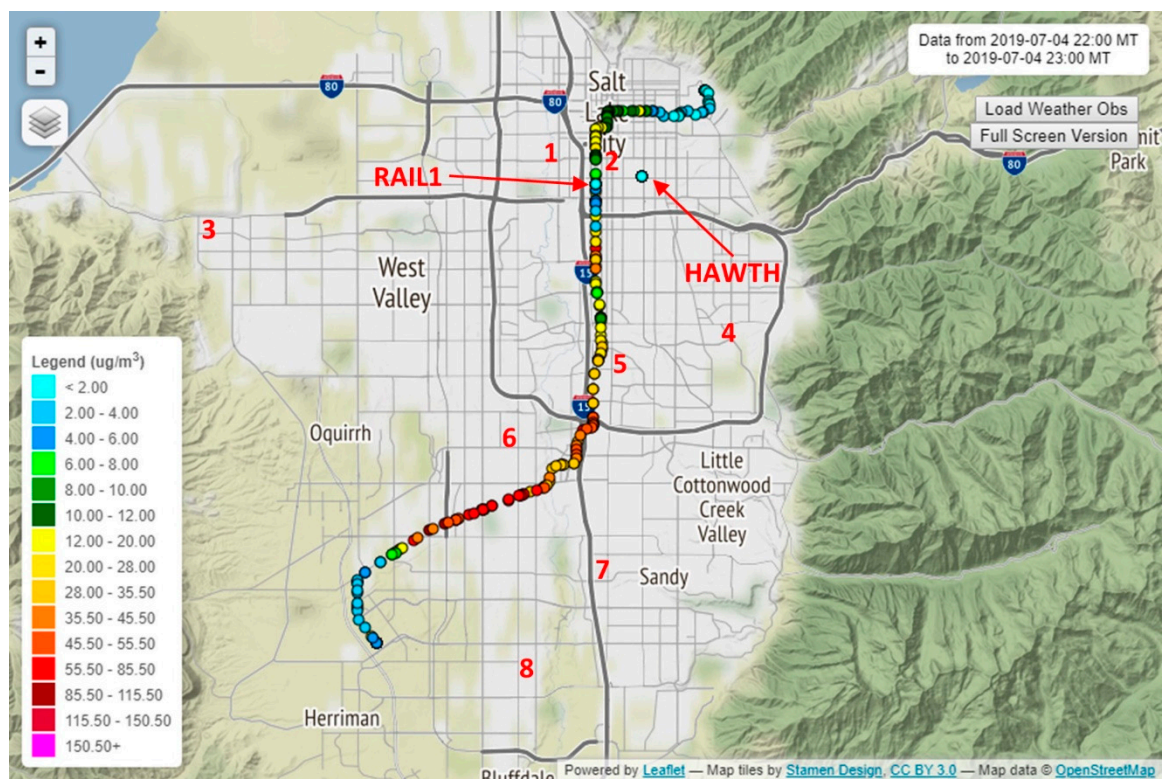 +
-
Data from 2019-07-04 22:00 MT
to 2019-07-04 23:00 MT
Load Weather Obs
Full Screen Version
Park
80
80
80
Salt
Lake
City
1
2
RAIL1
HAWTH
3
West
Valley
15
4
5
15
6
Oquirrh
Little
Cottonwood
Creek
Valley
7
Sandy
8
Herriman
Bluffdale
Legend (ug/m3)
< 2.00
2.00 - 4.00
4.00 - 6.00
6.00 - 8.00
8.00 - 10.00
10.00 - 12.00
12.00 - 20.00
20.00 - 28.00
28.00 - 35.50
35.50 - 45.50
45.50 - 55.50
55.50 - 85.50
85.50 - 115.50
115.50 - 150.50
150.50+
Powered by Leaflet — Map tiles by Stamen Design, CC BY 3.0 — Map data © OpenStreetMap